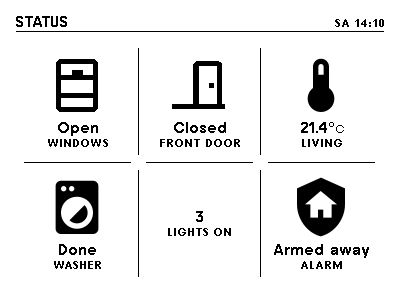 STATUS
SA 14:10
Open
WINDOWS
Closed
FRONT DOOR
21.4°C
LIVING
Done
WASHER
3
LIGHTS ON
Armed away
ALARM